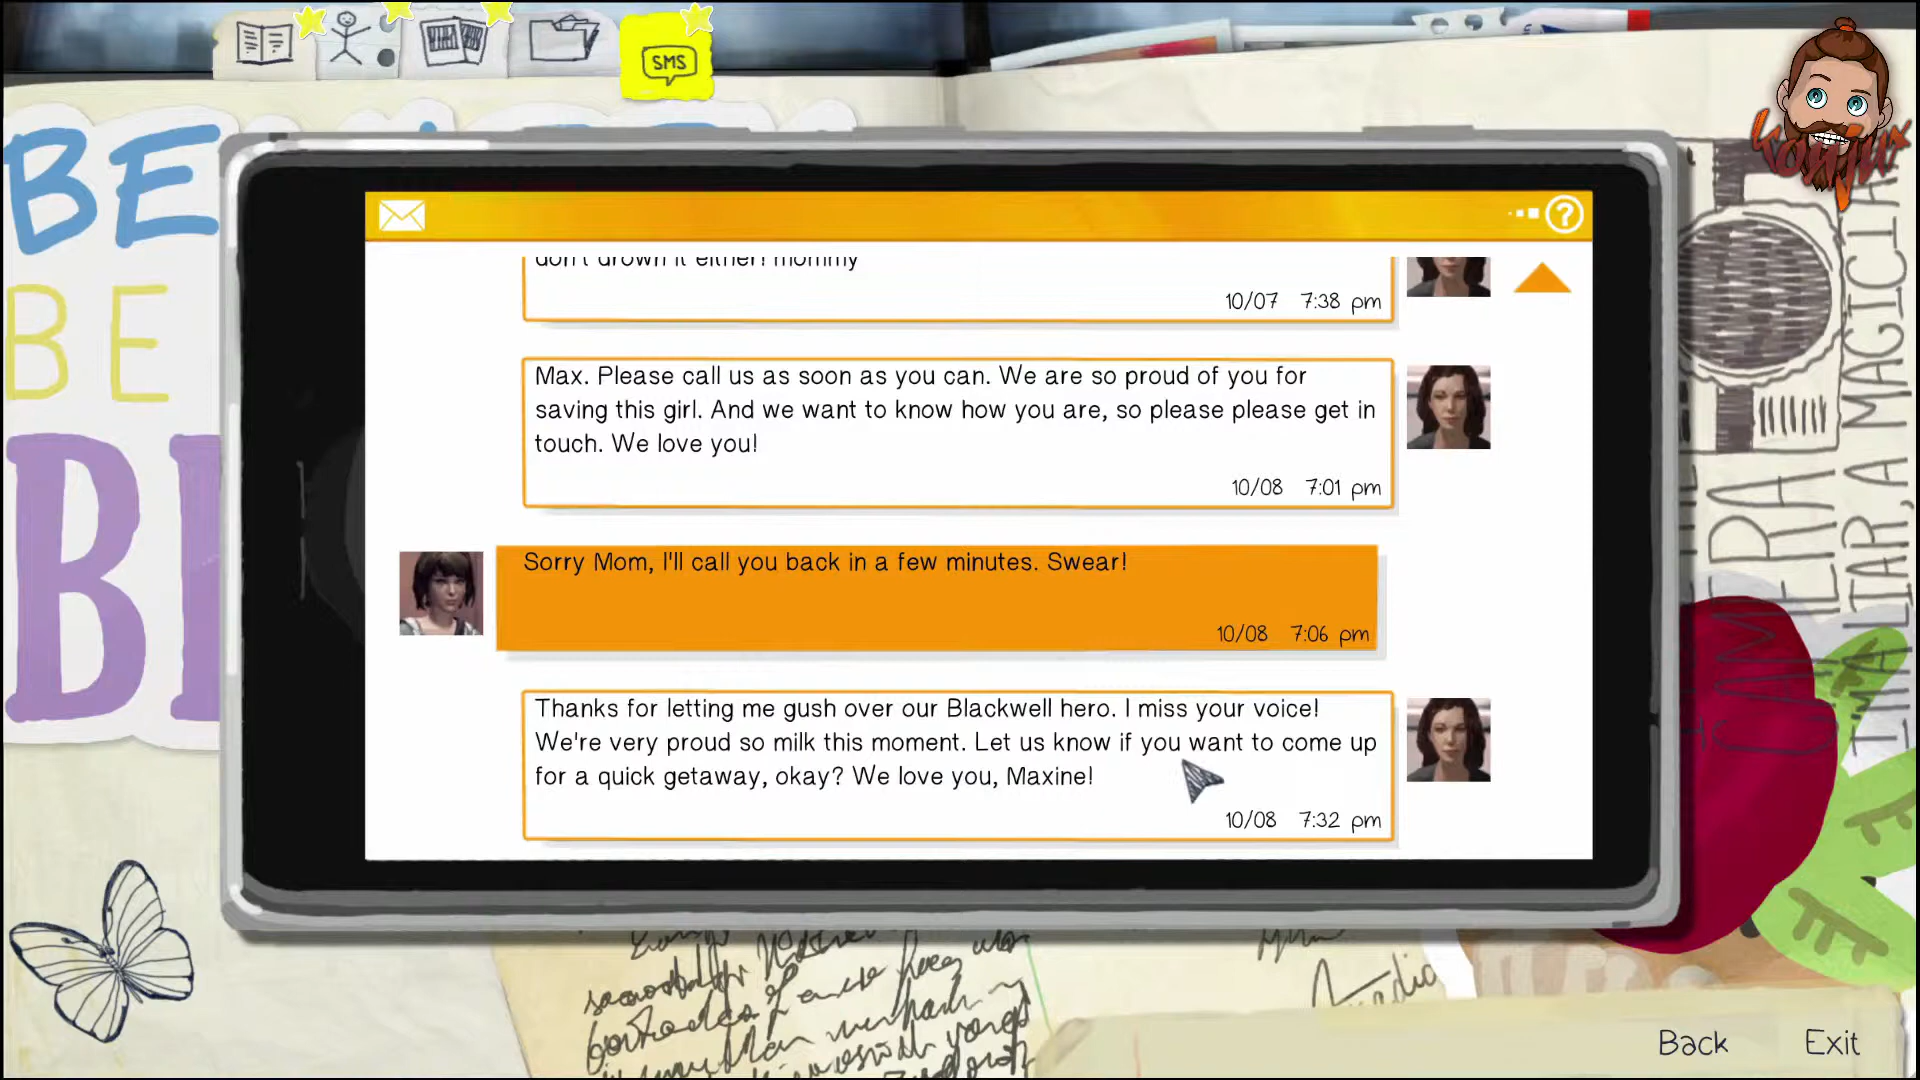 SMS
BE
BE
don't drown it either! mommy
10/07 7:38 pm
Max. Please call us as soon as you can. We are so proud of you for
saving this girl. And we want to know how you are, so please please get in
touch. We love you!
10/08 7:01 pm
Sorry Mom, I'll call you back in a few minutes. Swear!
10/08 7:06 pm
Thanks for letting me gush over our Blackwell hero. I miss your voice!
We're very proud so milk this moment. Let us know if you want to come up
for a quick getaway, okay? We love you, Maxine!
10/08 7:32 pm
CAMERA
Back Exit